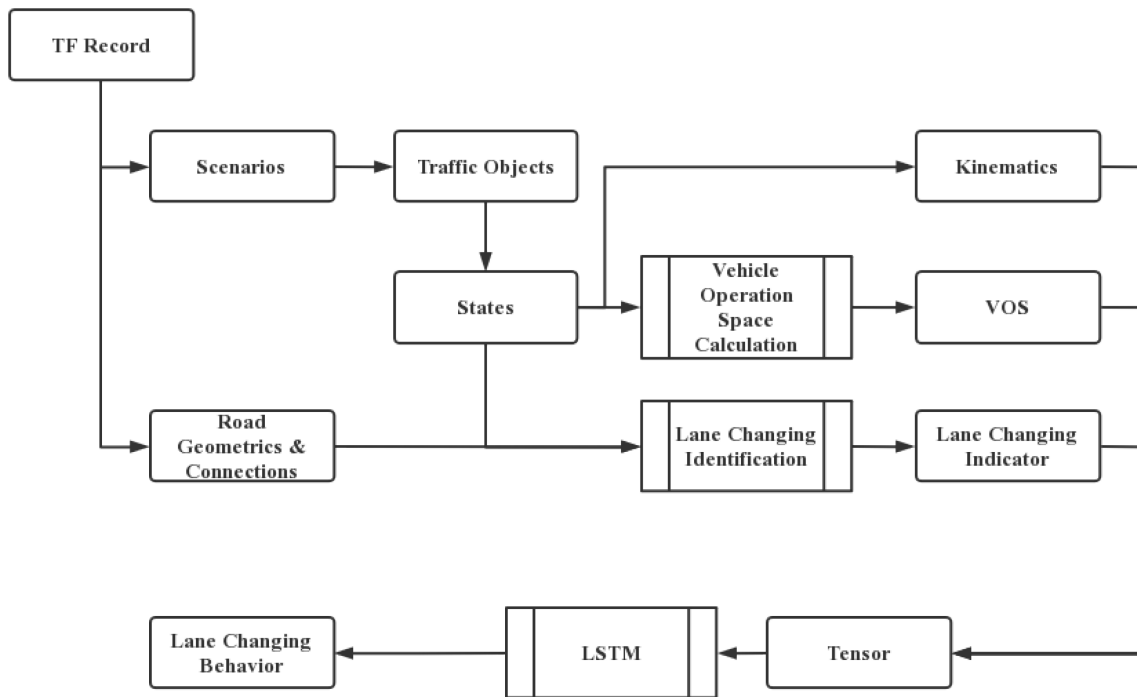 TF Record
Scenarios
Traffic Objects
Kinematics
States
Vehicle
Operation
Space
Calculation
VOS
Road
Geometrics &
Connections
Lane Changing
Identification
Lane Changing
Indicator
Lane Changing
Behavior
LSTM
Tensor